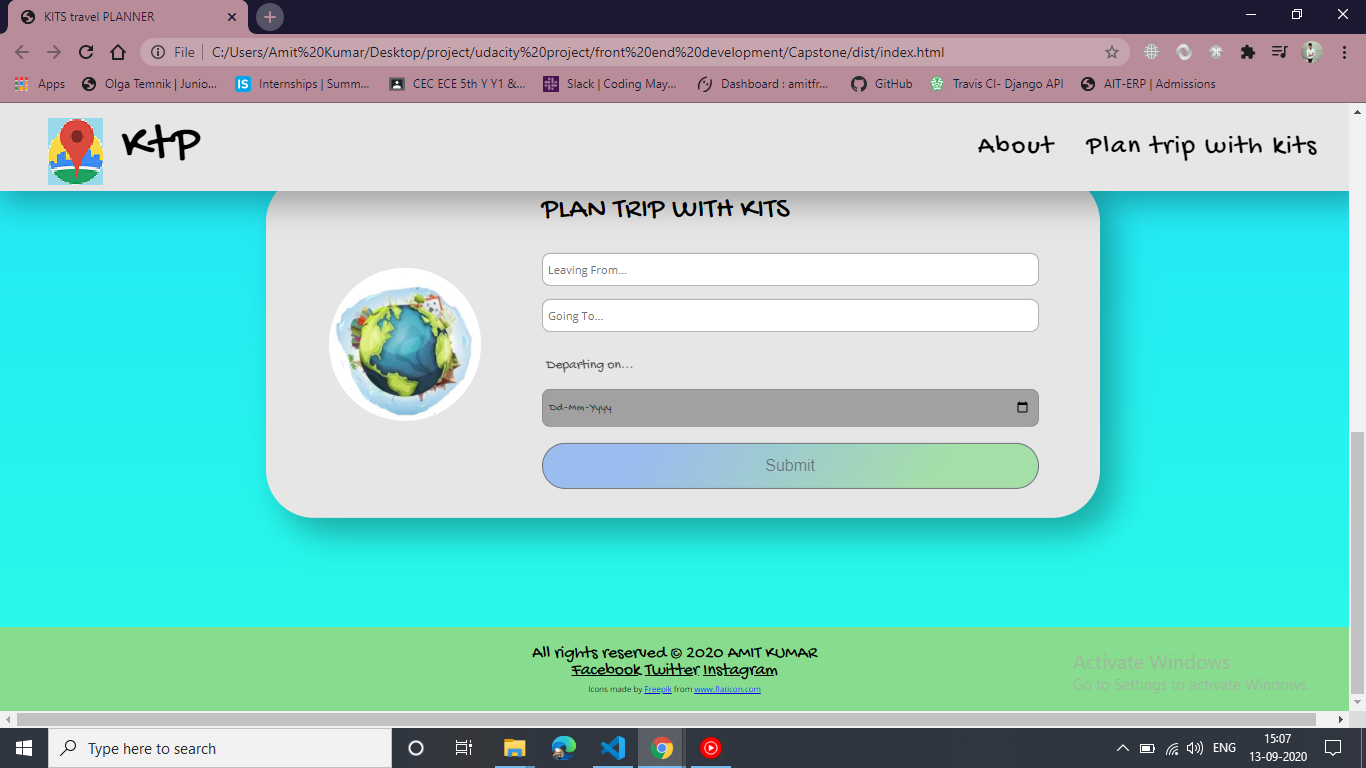 KITS travel PLANNER
File
C:/Users/Amit%20Kumar/Desktop/project/udacity%20project/front%20end%20development/Capstone/dist/index.html
Apps
Olga Temnik | Junio...
IS
Internships | Summ...
CEC ECE 5th Y Y1 &...
Slack | Coding May...
Dashboard : amitfr...
GitHub
Travis CI- Django API
AIT-ERP | Admissions
KtP
About
Plan trip with kits
PLAN TRIP WITH KITS
Leaving From...
Going To...
Departing on...
Dd-Mm-Yyyy
Submit
All rights reserved © 2020 AMIT KUMAR
Facebook Twitter Instagram
Icons made by Freepik from www.flaticon.com
Activate Windows
Go to Settings to activate Windows.
Type here to search
ENG
15:07
13-09-2020